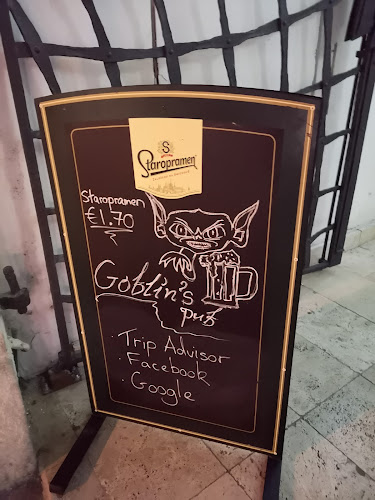 S
Staropramen
Staropramen
€1.70
Goblin's
pub
· Trip Advisor
· Facebook
· Google